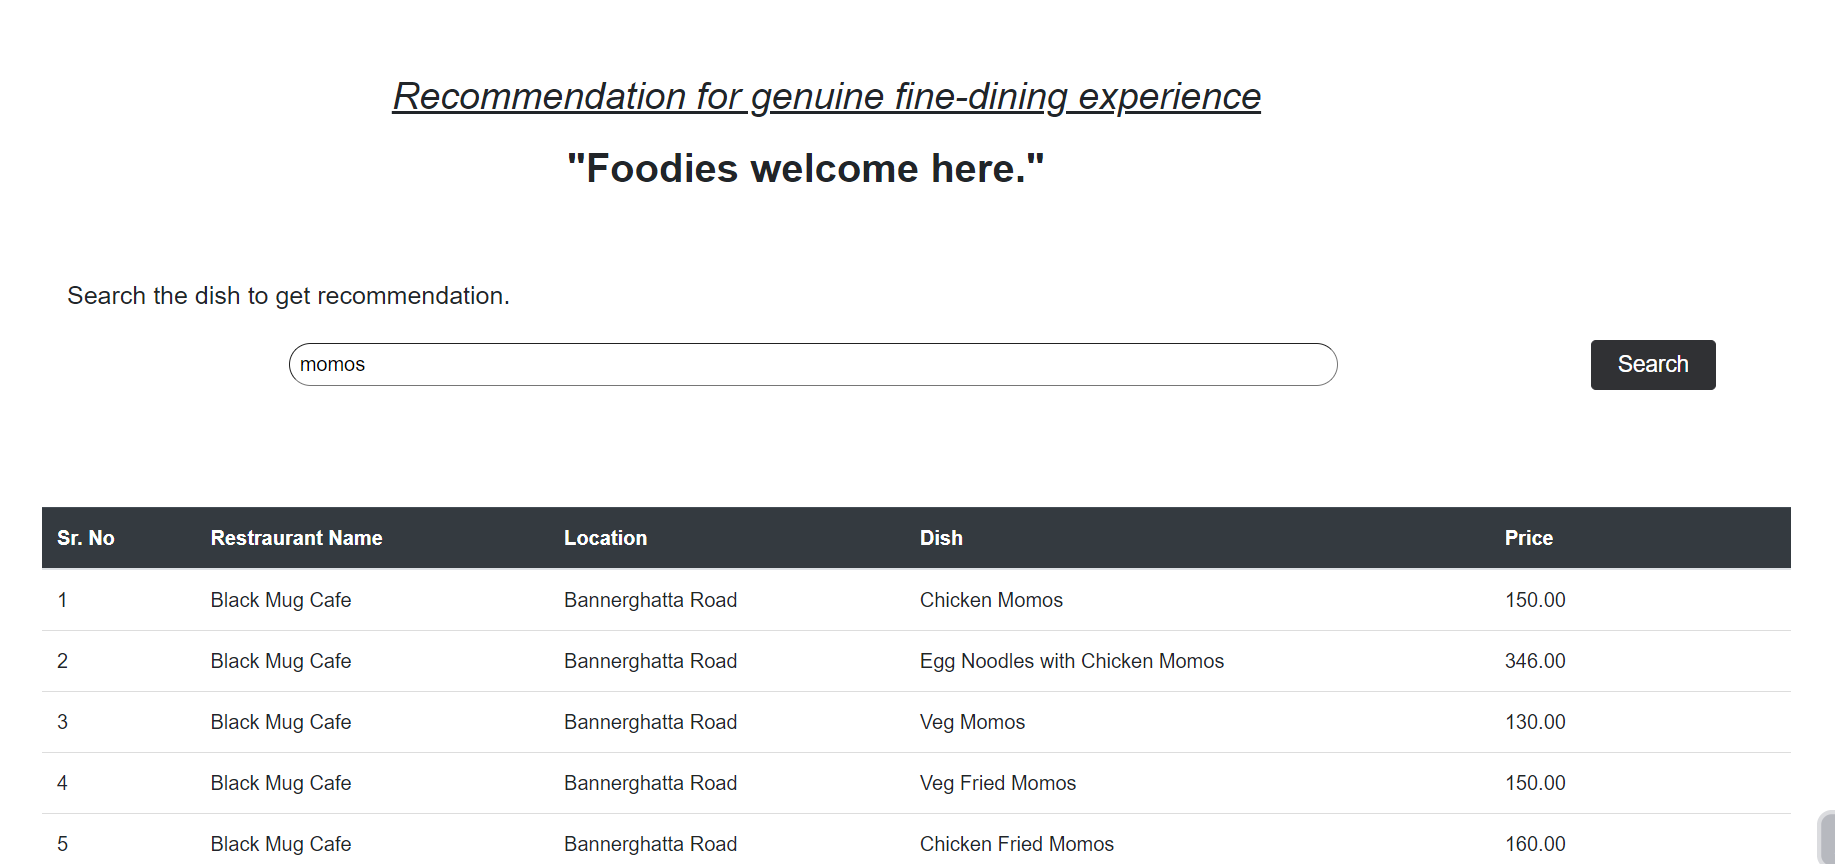 Recommendation for genuine fine-dining experience
"Foodies welcome here."
Search the dish to get recommendation.
momos
Search
Sr. No Restraurant Name Location Dish Price
1 Black Mug Cafe Bannerghatta Road Chicken Momos 150.00
2 Black Mug Cafe Bannerghatta Road Egg Noodles with Chicken Momos 346.00
3 Black Mug Cafe Bannerghatta Road Veg Momos 130.00
4 Black Mug Cafe Bannerghatta Road Veg Fried Momos 150.00
5 Black Mug Cafe Bannerghatta Road Chicken Fried Momos 160.00